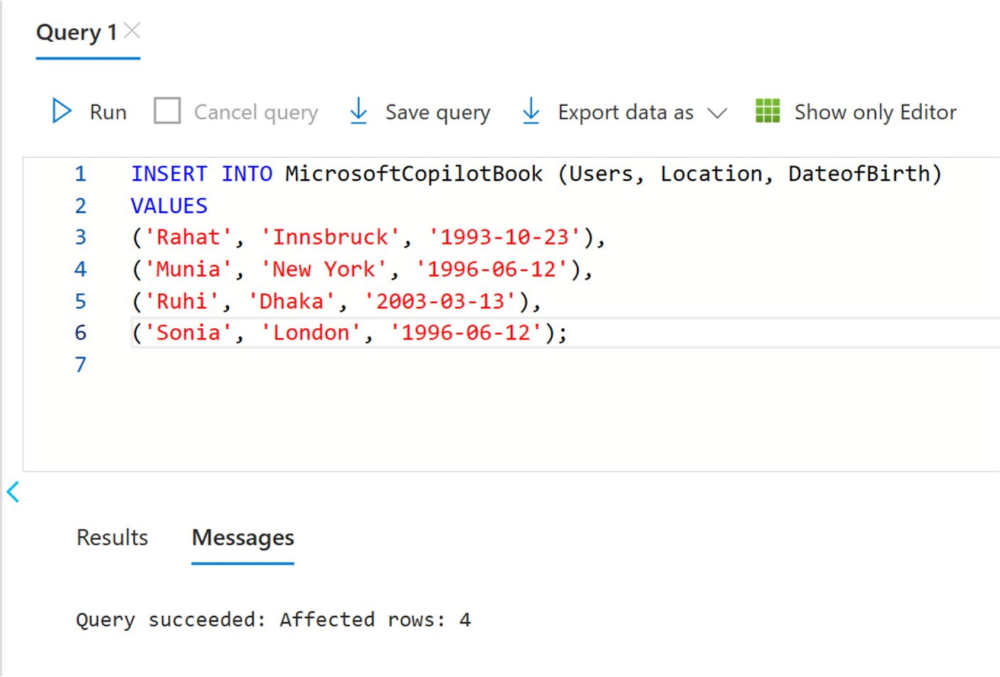 Query 1
Run Cancel query Save query Export data as Show only Editor
1 INSERT INTO MicrosoftCopilotBook (Users, Location, DateofBirth)
2 VALUES
3 ('Rahat', 'Innsbruck', '1993-10-23'),
4 ('Munia', 'New York', '1996-06-12'),
5 ('Ruhi', 'Dhaka', '2003-03-13'),
6 ('Sonia', 'London', '1996-06-12');
7
Results Messages
Query succeeded: Affected rows: 4